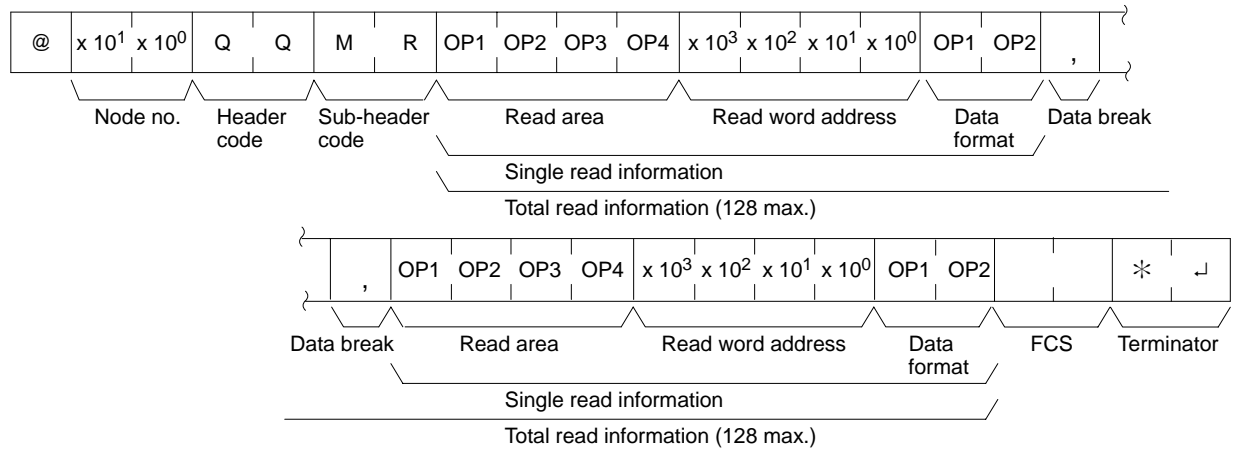 @ x 10¹ x 10⁰ Q Q M R OP1 OP2 OP3 OP4 x 10³ x 10² x 10¹ x 10⁰ OP1 OP2 ,
Node no. Header code Sub-header code Read area Read word address Data format Data break
Single read information
Total read information (128 max.)
, OP1 OP2 OP3 OP4 x 10³ x 10² x 10¹ x 10⁰ OP1 OP2 * ↵
Data break Read area Read word address Data format FCS Terminator
Single read information
Total read information (128 max.)